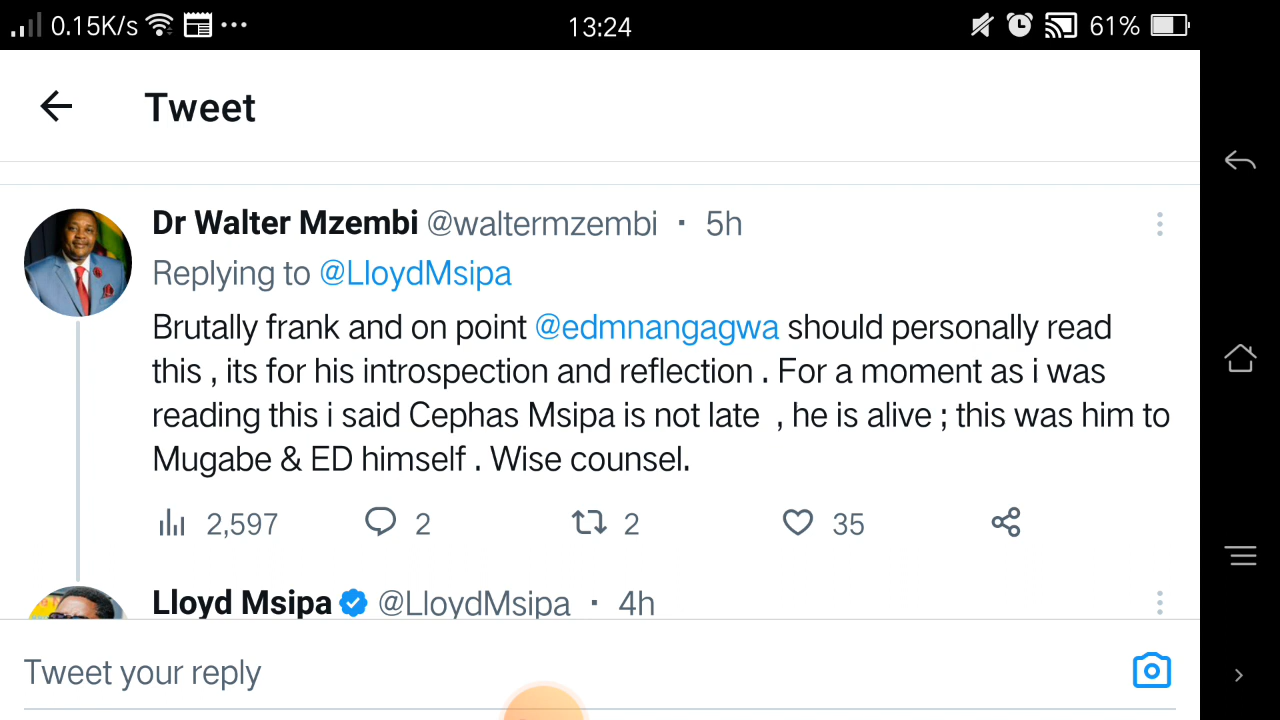 0.15K/s ... 13:24 61%
Tweet
Dr Walter Mzembi @waltermzembi · 5h
Replying to @LloydMsipa
Brutally frank and on point @edmnangagwa should personally read
this , its for his introspection and reflection . For a moment as i was
reading this i said Cephas Msipa is not late , he is alive ; this was him to
Mugabe & ED himself . Wise counsel.
2,597 2 2 35
Lloyd Msipa @LloydMsipa · 4h
Tweet your reply